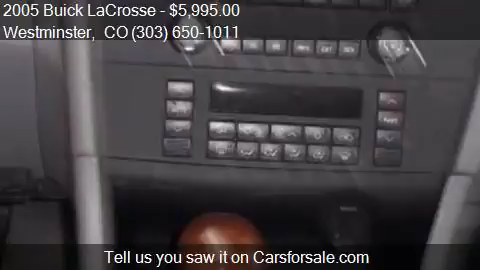 2005 Buick LaCrosse - $5,995.00
Westminster,  CO (303) 650-1011
Tell us you saw it on Carsforsale.com